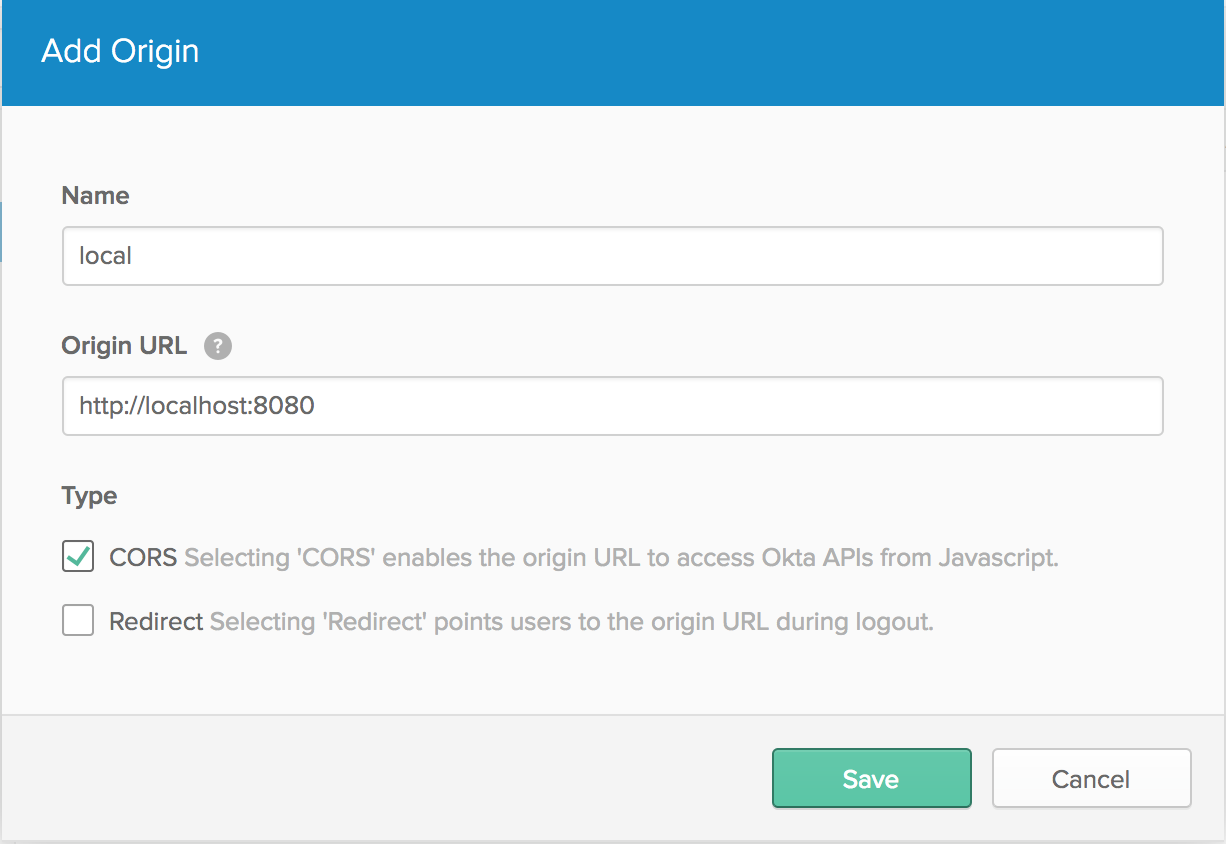 Add Origin
Name
local
Origin URL ?
http://localhost:8080
Type
CORS Selecting 'CORS' enables the origin URL to access Okta APIs from Javascript.
Redirect Selecting 'Redirect' points users to the origin URL during logout.
Save Cancel